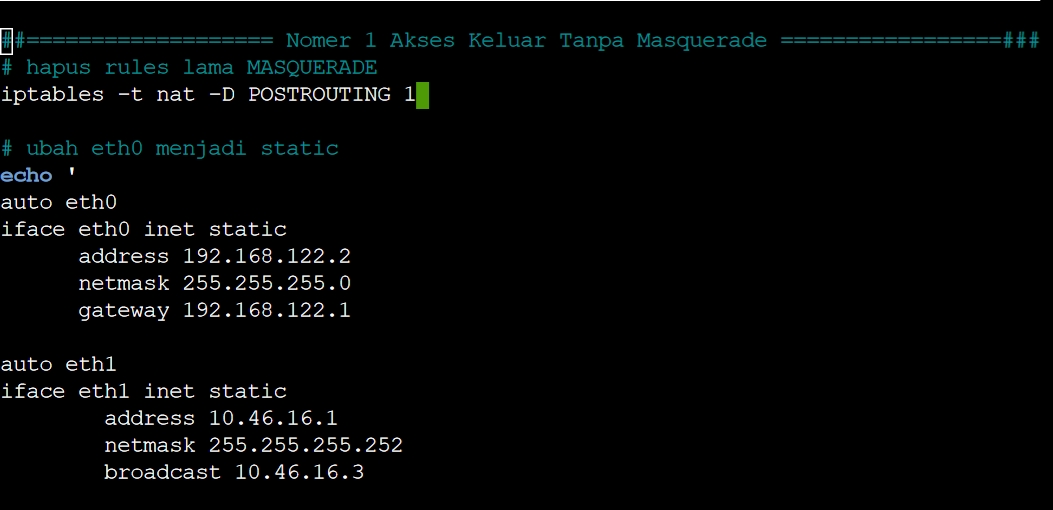 ##=================== Nomer 1 Akses Keluar Tanpa Masquerade =================###
# hapus rules lama MASQUERADE
iptables -t nat -D POSTROUTING 1
# ubah eth0 menjadi static
echo '
auto eth0
iface eth0 inet static
address 192.168.122.2
netmask 255.255.255.0
gateway 192.168.122.1
auto eth1
iface eth1 inet static
address 10.46.16.1
netmask 255.255.255.252
broadcast 10.46.16.3